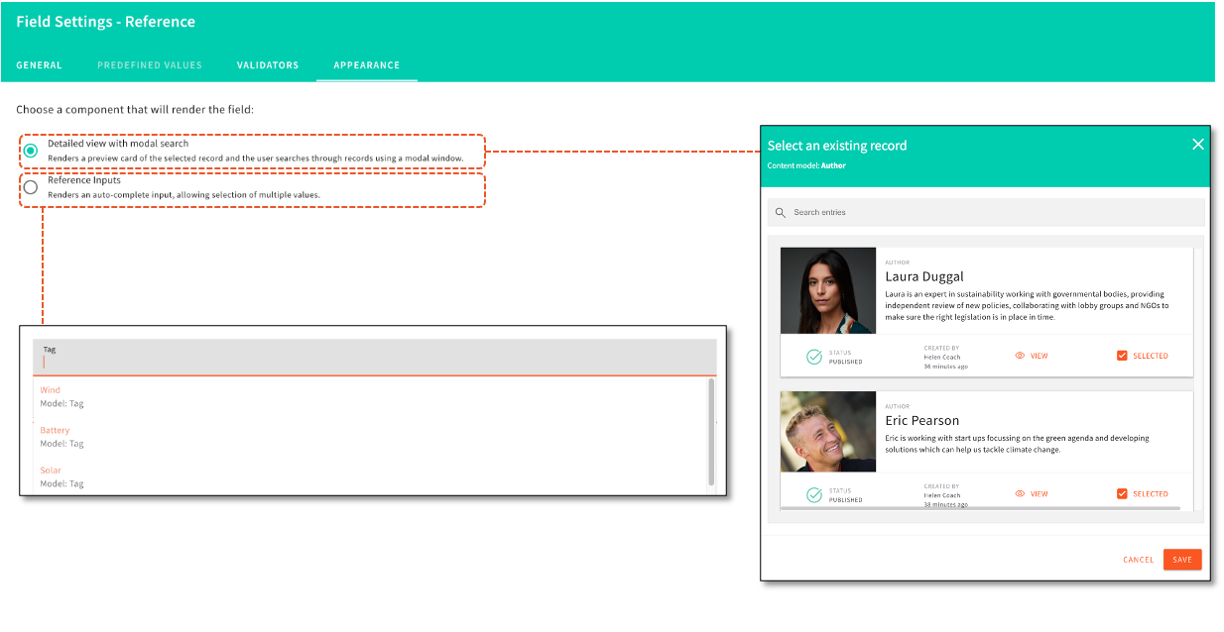 Field Settings - Reference
GENERAL PREDEFINED VALUES VALIDATORS APPEARANCE
Choose a component that will render the field:
Detailed view with modal search
Renders a preview card of the selected record and the user searches through records using a modal window.
Reference Inputs
Renders an auto-complete input, allowing selection of multiple values.
Tag
Wind
Model: Tag
Battery
Model: Tag
Solar
Model: Tag
Select an existing record
Content model: Author
Search entries
AUTHOR
Laura Duggal
Laura is an expert in sustainability working with governmental bodies, providing
independent review of new policies, collaborating with lobby groups and NGOs to
make sure the right legislation is in place in time.
STATUS
PUBLISHED
CREATED BY
Helen Coach
36 minutes ago
VIEW
SELECTED
AUTHOR
Eric Pearson
Eric is working with start ups focussing on the green agenda and developing
solutions which can help us tackle climate change.
STATUS
PUBLISHED
CREATED BY
Helen Coach
38 minutes ago
VIEW
SELECTED
CANCEL SAVE